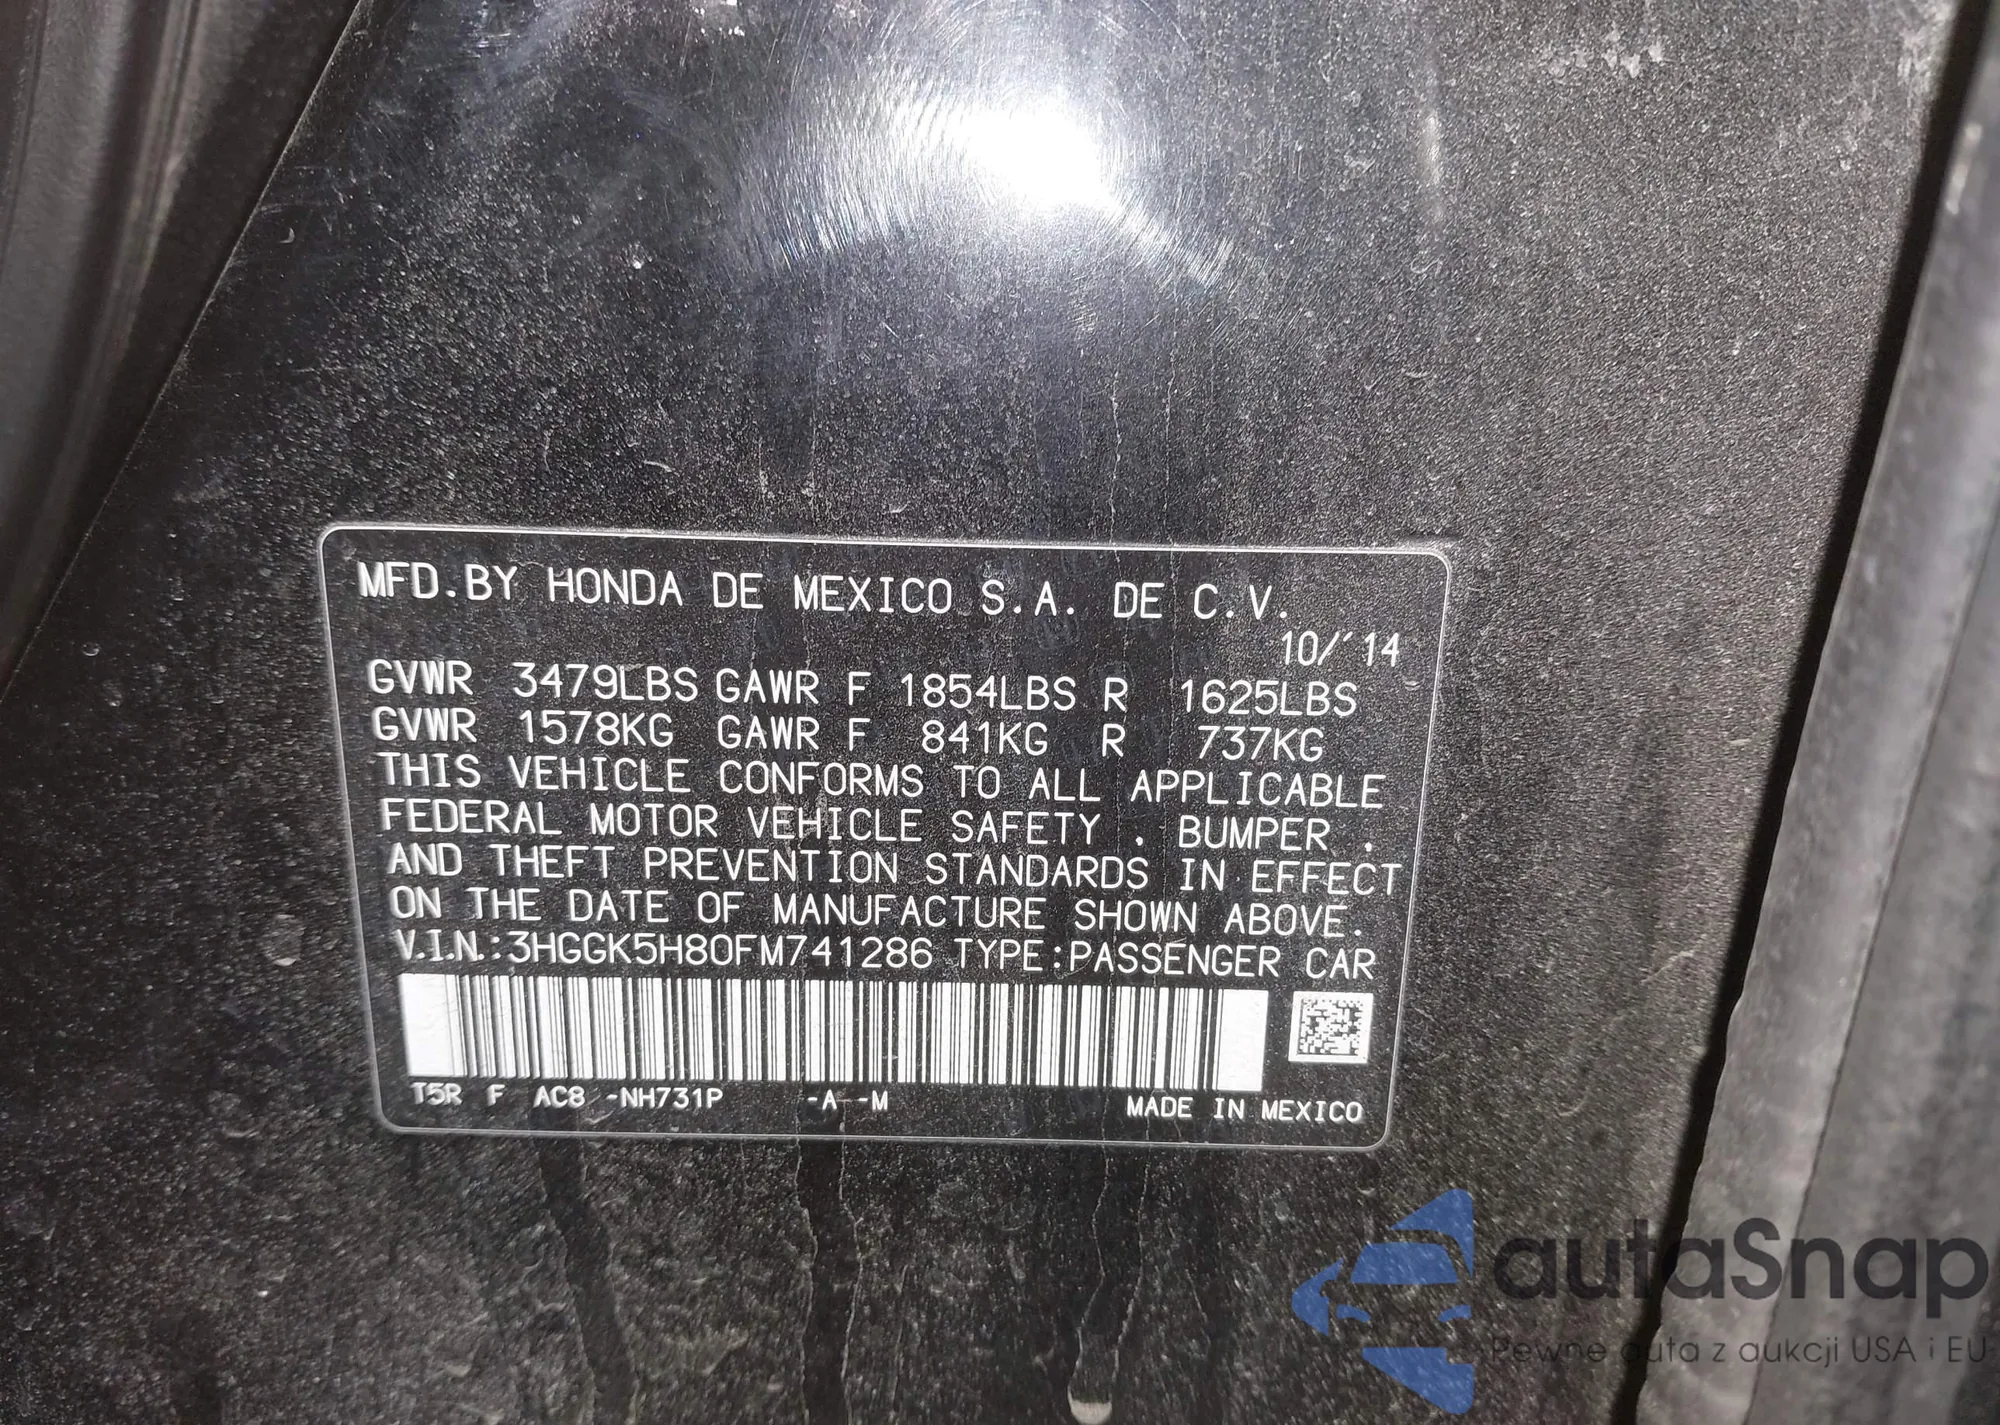 MFD.BY HONDA DE MEXICO S.A. DE C.V.
10/'14
GVWR 3479LBS GAWR F 1854LBS R 1625LBS
GVWR 1578KG GAWR F 841KG R 737KG
THIS VEHICLE CONFORMS TO ALL APPLICABLE
FEDERAL MOTOR VEHICLE SAFETY , BUMPER ,
AND THEFT PREVENTION STANDARDS IN EFFECT
ON THE DATE OF MANUFACTURE SHOWN ABOVE.
V.I.N.:3HGGK5H80FM741286 TYPE:PASSENGER CAR
T5R F AC8 -NH731P -A -M MADE IN MEXICO
autaSnap
Pewne auta z aukcji USA i EU